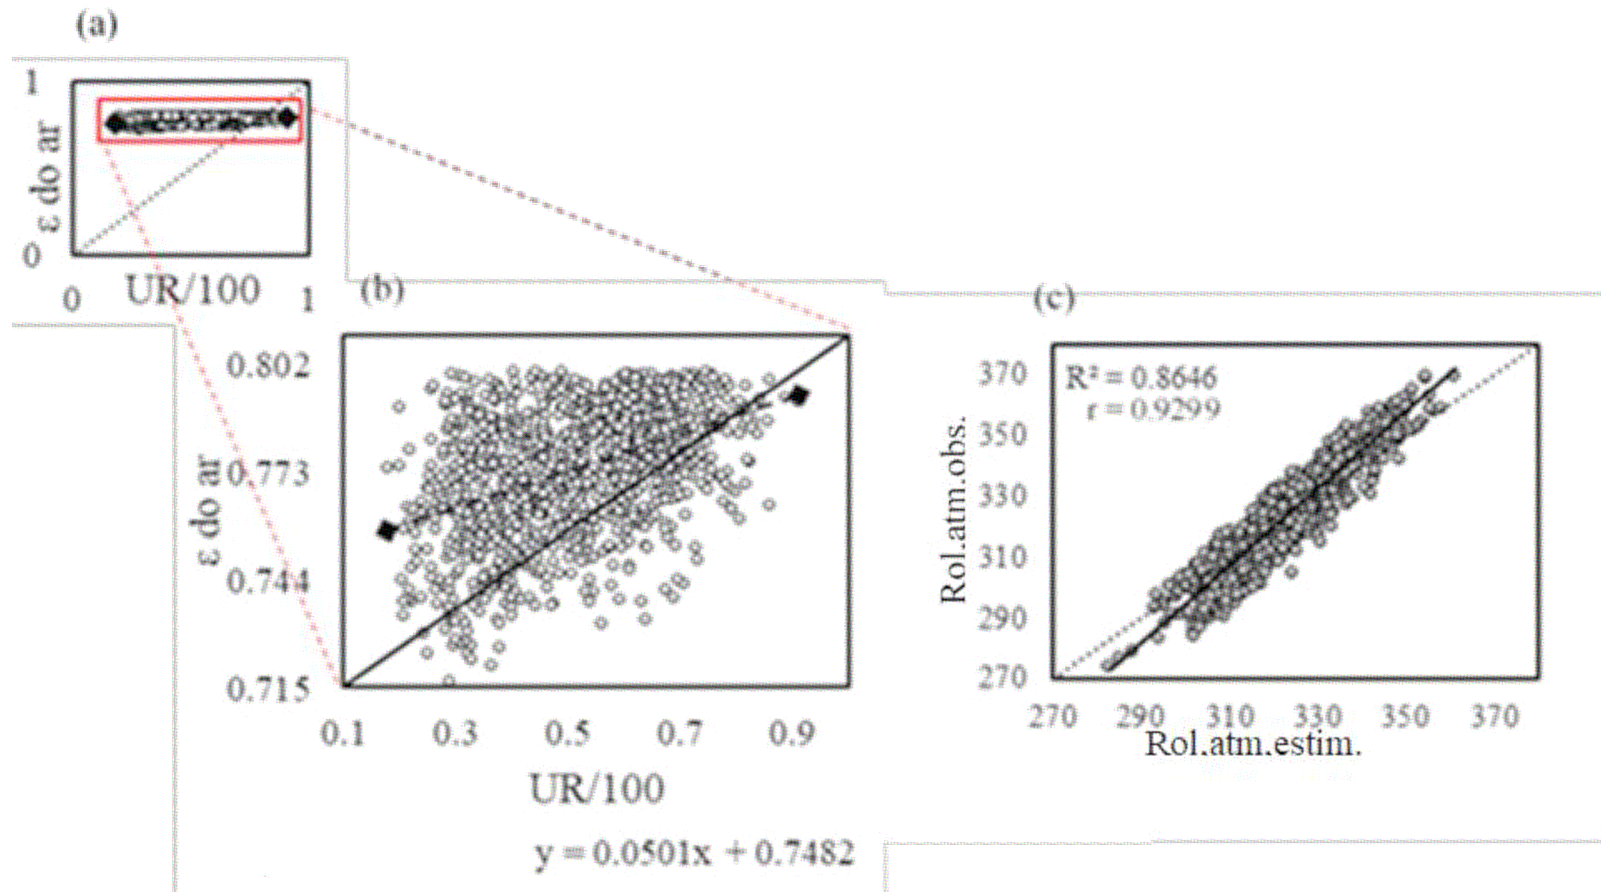 (a)
1
ε do ar
0
0
UR/100
1
(b)
0.802
0.773
0.744
0.715
ε do ar
0.1 0.3 0.5 0.7 0.9
UR/100
y = 0.0501x + 0.7482
(c)
R² = 0.8646
r = 0.9299
370
350
330
310
290
270
Rol.atm.obs.
270 290 310 330 350 370
Rol.atm.estim.